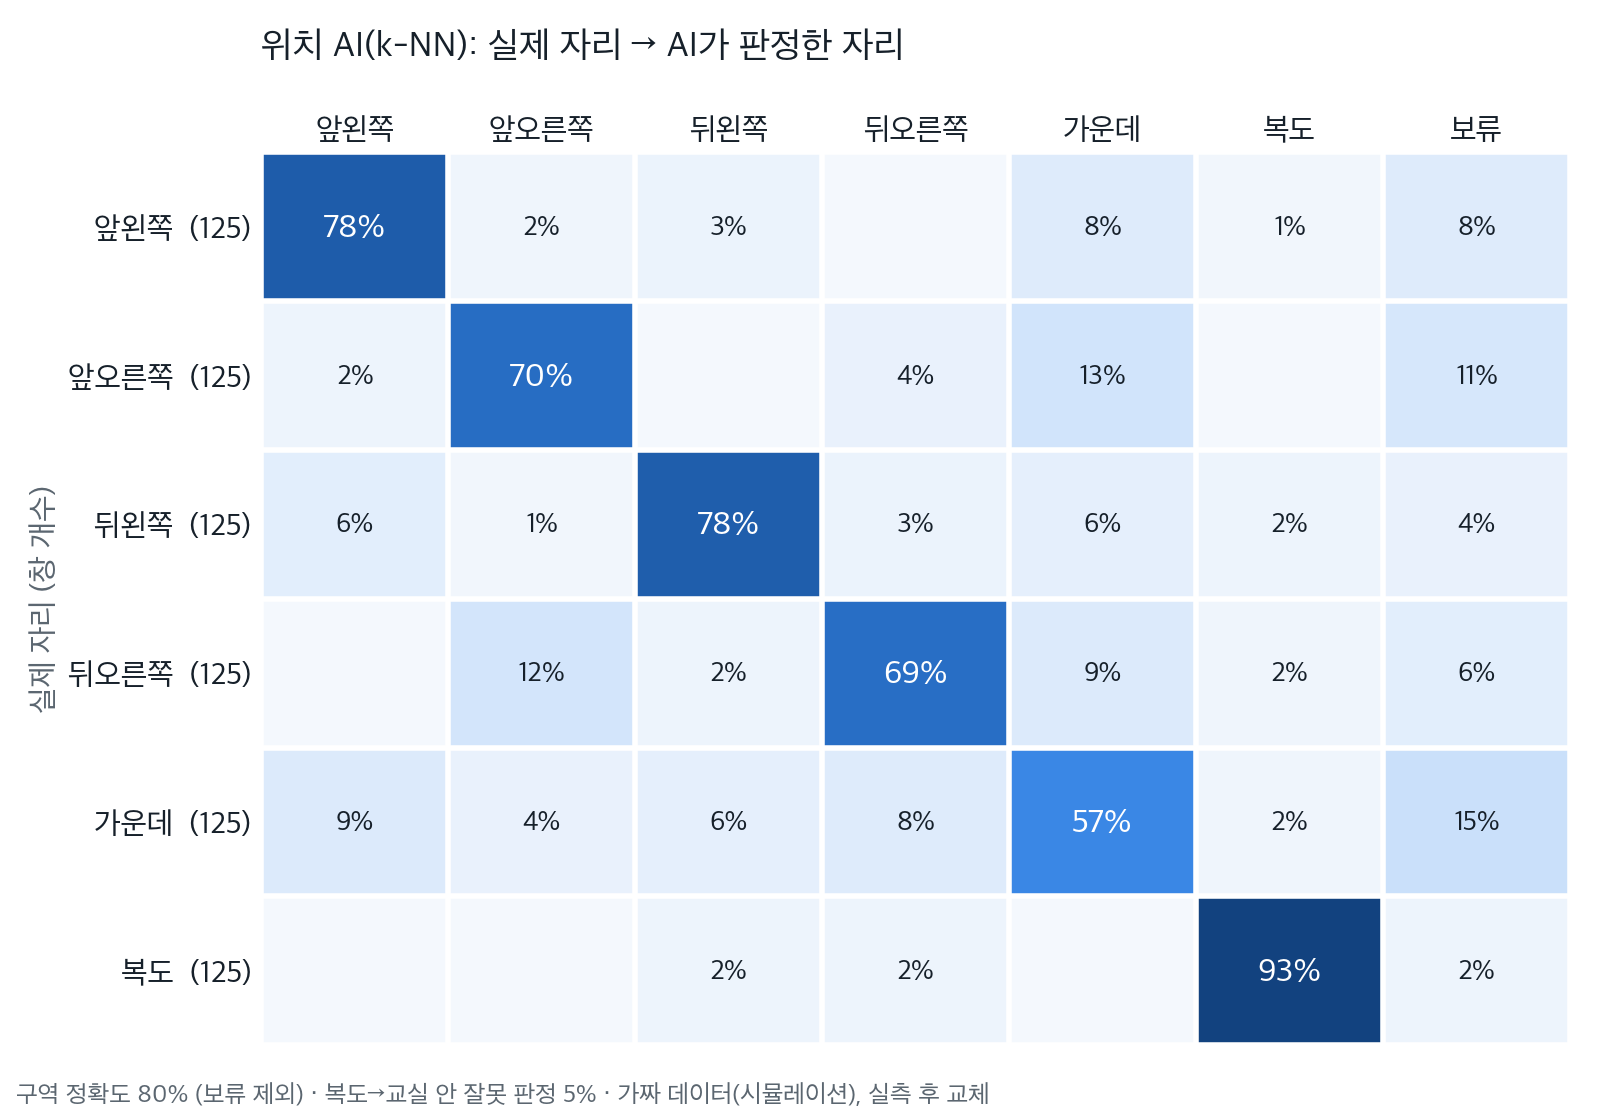 위치 AI(k-NN): 실제 자리 → AI가 판정한 자리
앞왼쪽 앞오른쪽 뒤왼쪽 뒤오른쪽 가운데 복도 보류
앞왼쪽 (125) 78% 2% 3% 8% 1% 8%
앞오른쪽 (125) 2% 70% 4% 13% 11%
뒤왼쪽 (125) 6% 1% 78% 3% 6% 2% 4%
뒤오른쪽 (125) 12% 2% 69% 9% 2% 6%
가운데 (125) 9% 4% 6% 8% 57% 2% 15%
복도 (125) 2% 2% 93% 2%
실제 자리 (창 개수)
구역 정확도 80% (보류 제외) · 복도→교실 안 잘못 판정 5% · 가짜 데이터(시뮬레이션), 실측 후 교체